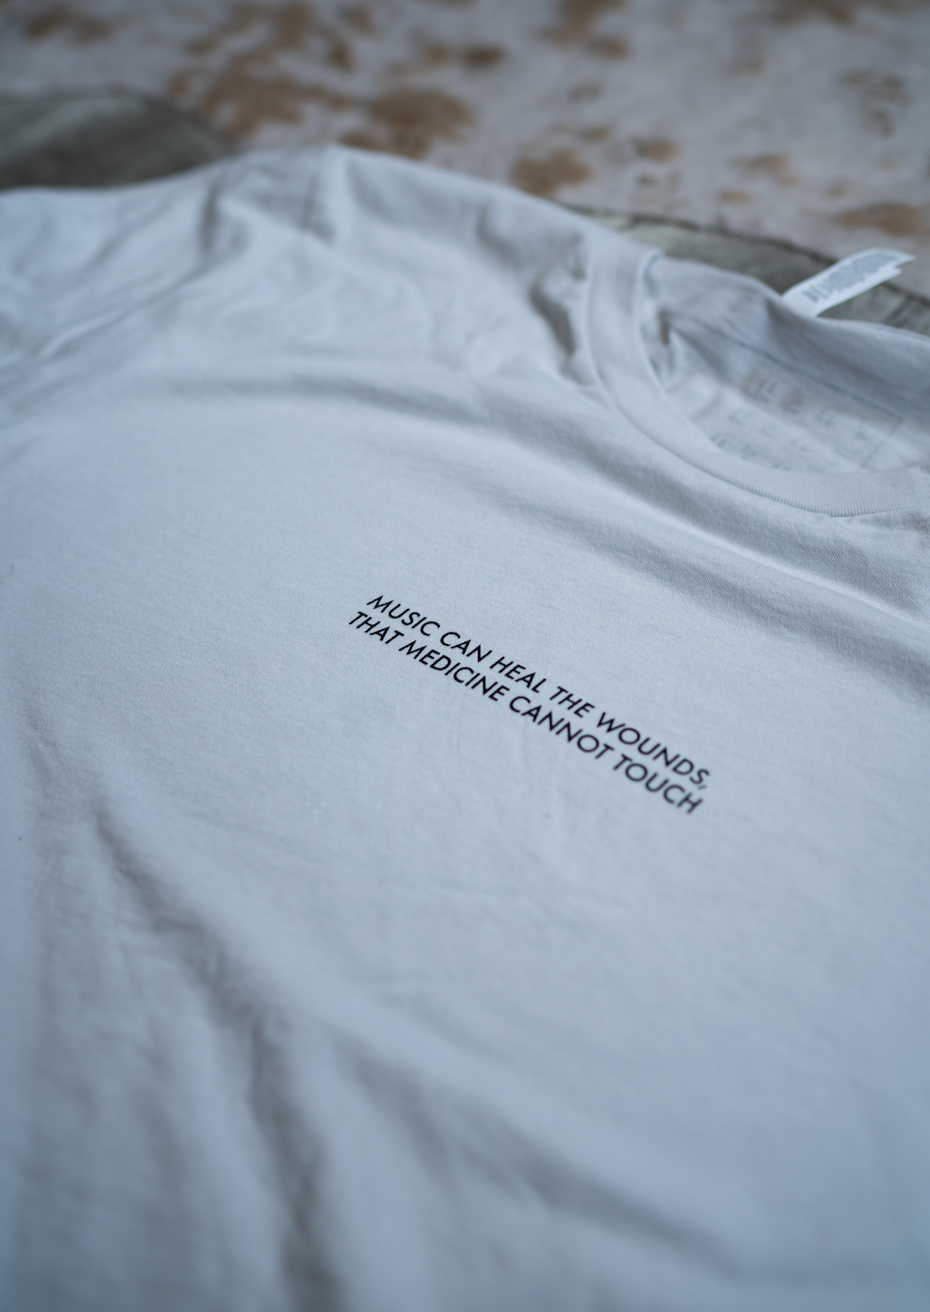 MUSIC CAN HEAL THE WOUNDS,
THAT MEDICINE CANNOT TOUCH